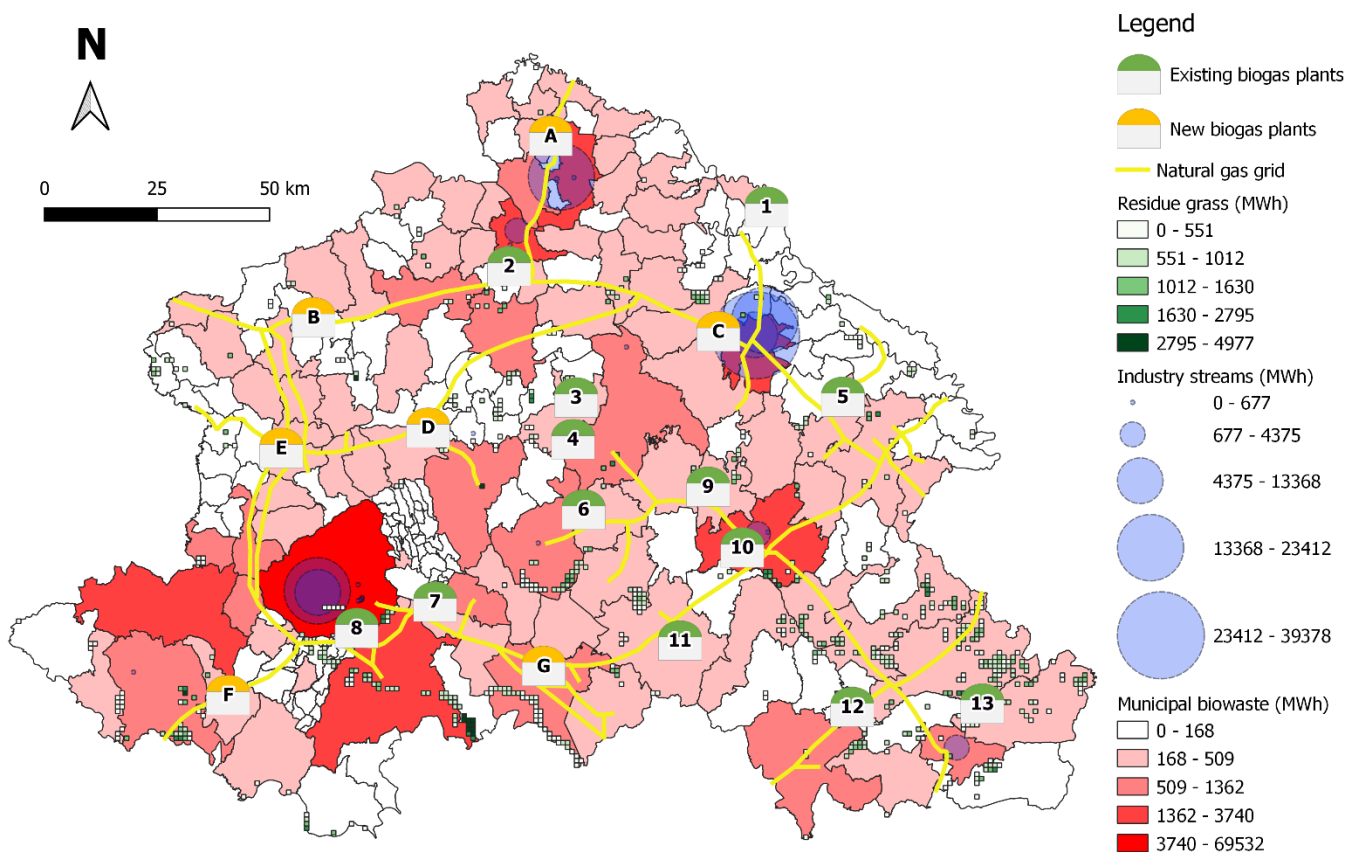 N
0 25 50 km
A
1
2
B
C
3
5
D
4
E
9
6
10
7
8
11
G
F
12
13
Legend
Existing biogas plants
New biogas plants
Natural gas grid
Residue grass (MWh)
0 - 551
551 - 1012
1012 - 1630
1630 - 2795
2795 - 4977
Industry streams (MWh)
0 - 677
677 - 4375
4375 - 13368
13368 - 23412
23412 - 39378
Municipal biowaste (MWh)
0 - 168
168 - 509
509 - 1362
1362 - 3740
3740 - 69532